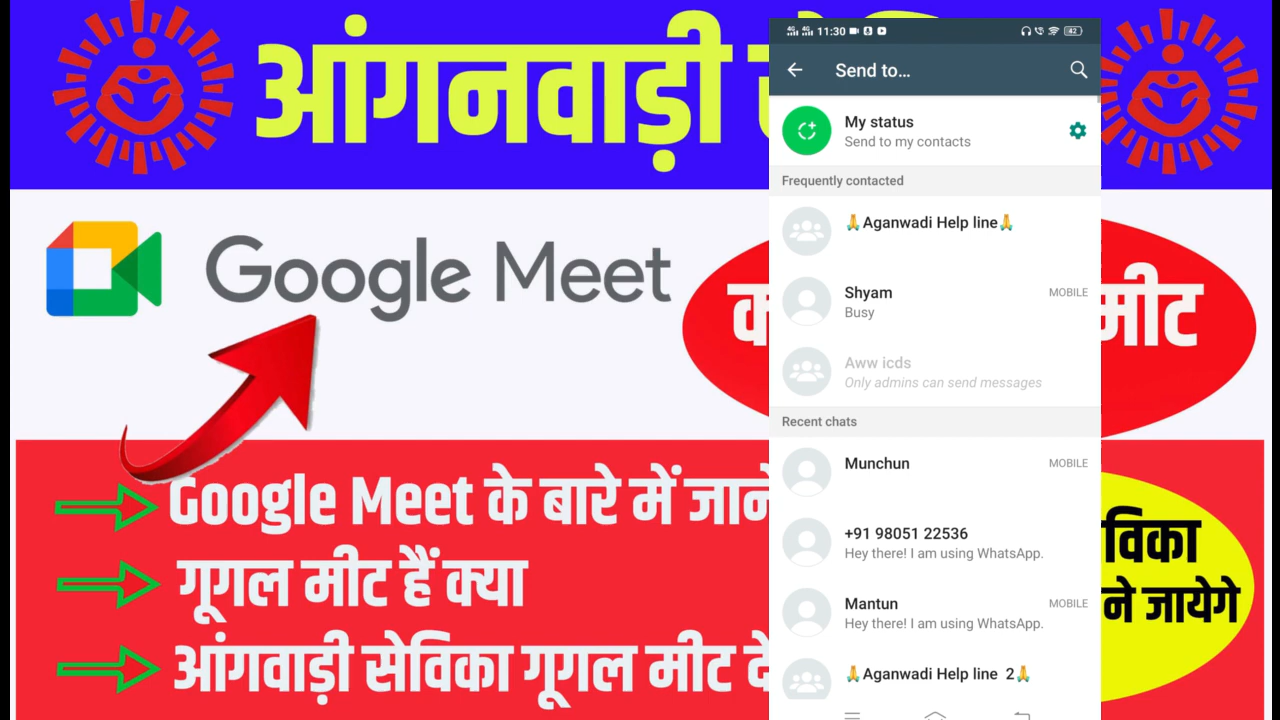 आंगनवाड़ी
Google Meet
मीट
Google Meet के बारे में
गूगल मीट हैं क्या
आंगवाड़ी सेविका गूगल मीट
ने जायेगे
11:30
42
Send to...
My status
Send to my contacts
Frequently contacted
🙏Aganwadi Help line🙏
Shyam MOBILE
Busy
Aww icds
Only admins can send messages
Recent chats
Munchun MOBILE
+91 98051 22536
Hey there! I am using WhatsApp.
Mantun MOBILE
Hey there! I am using WhatsApp.
🙏Aganwadi Help line 2🙏